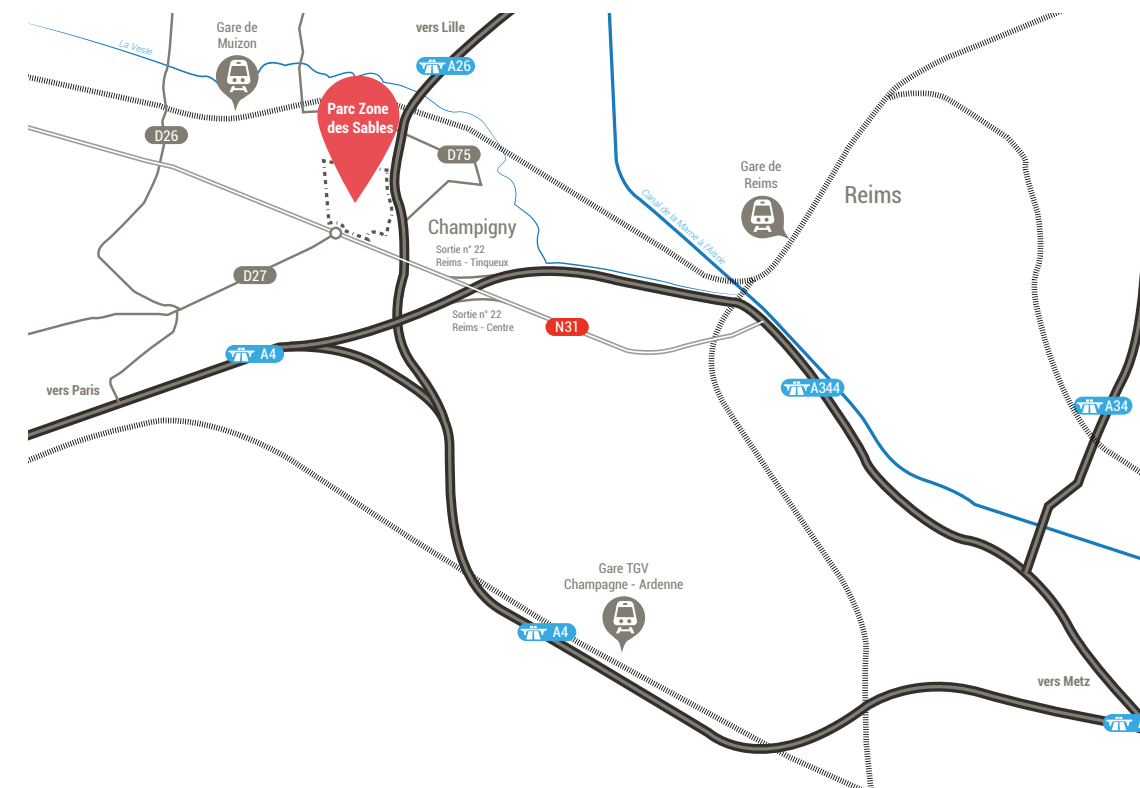 Gare de
Muizon
vers Lille
La Vesle
A26
Parc Zone
des Sables
D26
D75
Gare de
Reims
Reims
Canal de la Marne à l'Aisne
Champigny
Sortie n° 22
Reims - Tinqueux
D27
Sortie n° 22
Reims - Centre
N31
A4
vers Paris
A344
A34
Gare TGV
Champagne - Ardenne
A4
vers Metz